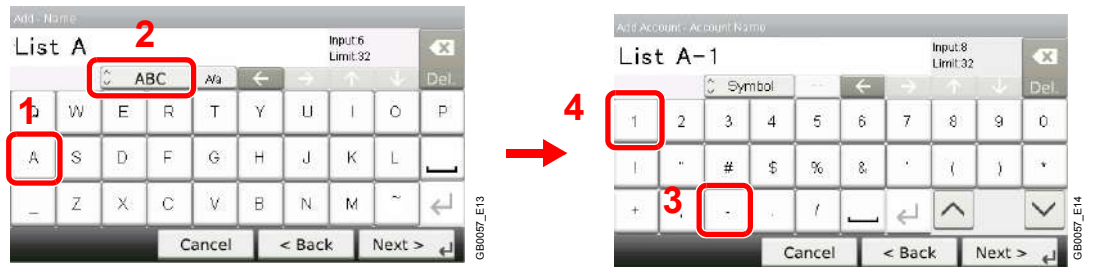 Add - Name
List A
Input:6
Limit:32
2
ABC
A/a
Del.
1
Q W E R T Y U I O P
A S D F G H J K L
_ Z X C V B N M ~
Cancel
< Back
Next >
GB0057_E13
Add Account - Account Name
List A-1
Input:8
Limit:32
Symbol
Del.
4
1 2 3 4 5 6 7 8 9 0
! " # $ % & ' ( ) *
3
+ , - . /
Cancel
< Back
Next >
GB0057_E14